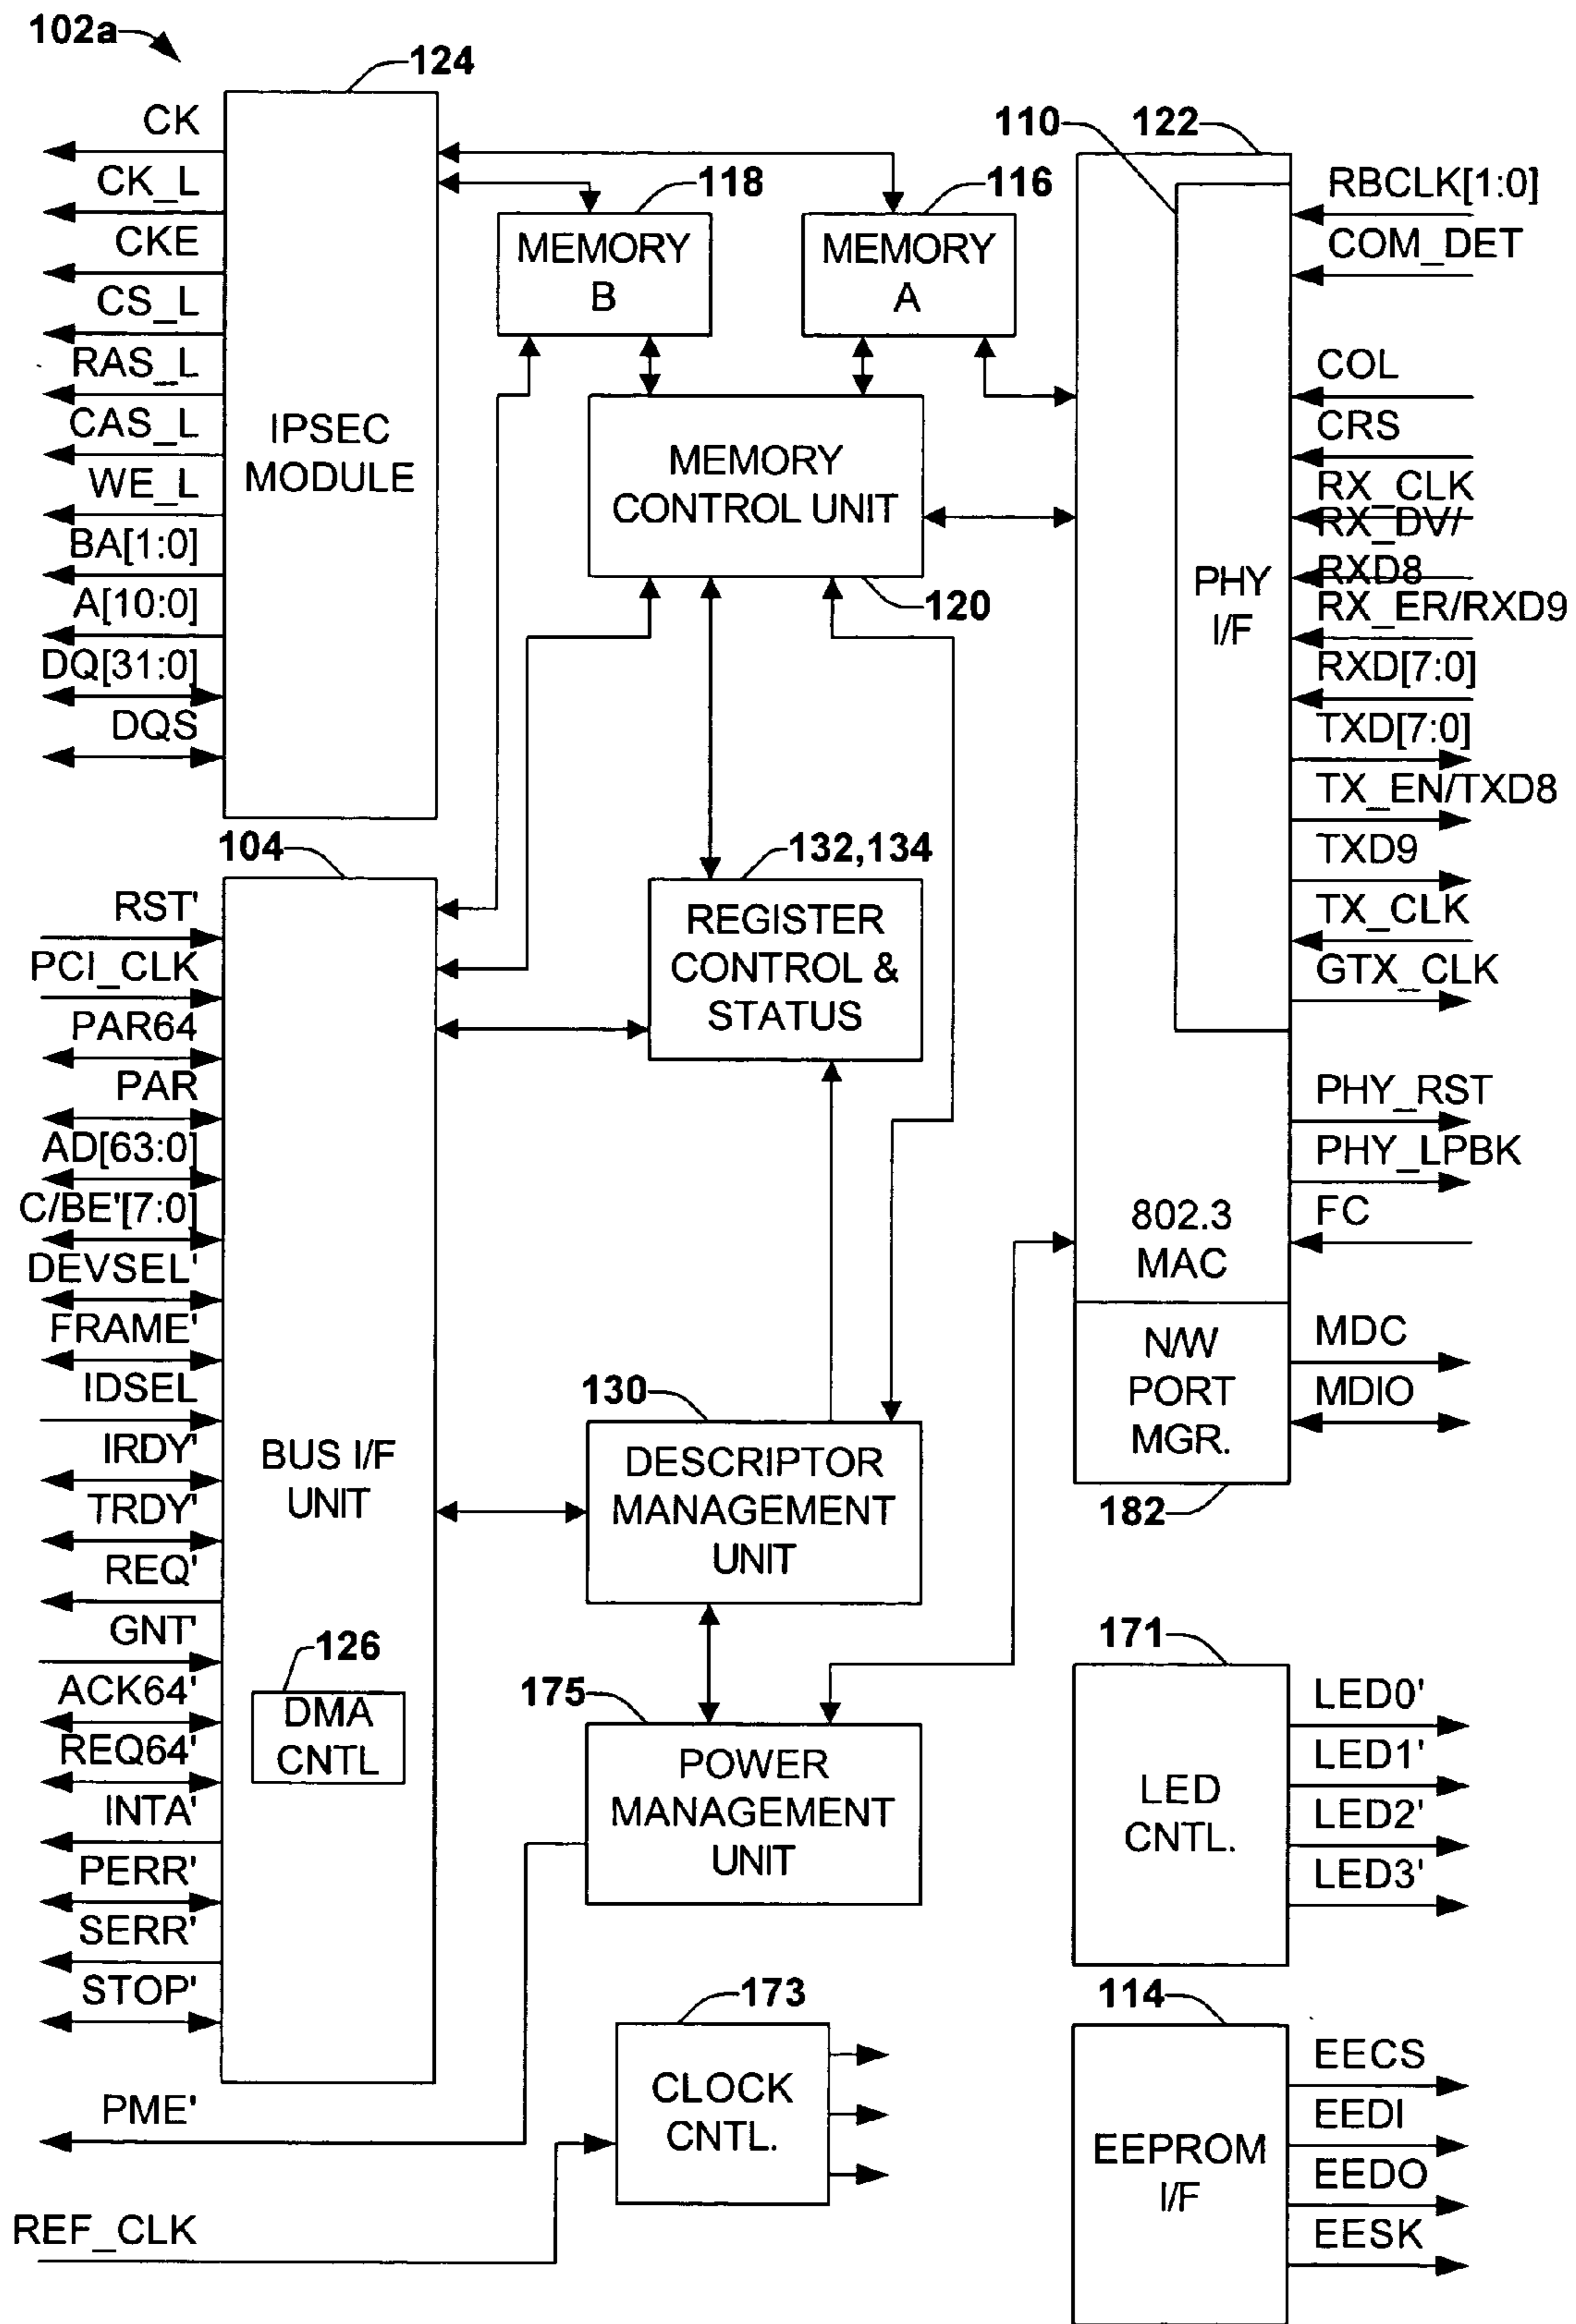 102a
124
CK
CK_L
CKE
CS_L
RAS_L
CAS_L
WE_L
BA[1:0]
A[10:0]
DQ[31:0]
DQS
IPSEC
MODULE
118
MEMORY
B
116
MEMORY
A
MEMORY
CONTROL UNIT
120
110
122
PHY
I/F
RBCLK[1:0]
COM_DET
COL
CRS
RX_CLK
RX_DV/
RXD8
RX_ER/RXD9
RXD[7:0]
TXD[7:0]
TX_EN/TXD8
TXD9
TX_CLK
GTX_CLK
PHY_RST
PHY_LPBK
FC
802.3
MAC
N/W
PORT
MGR.
182
MDC
MDIO
104
RST'
PCI_CLK
PAR64
PAR
AD[63:0]
C/BE'[7:0]
DEVSEL'
FRAME'
IDSEL
IRDY'
TRDY'
REQ'
GNT'
ACK64'
REQ64'
INTA'
PERR'
SERR'
STOP'
BUS I/F
UNIT
126
DMA
CNTL
132,134
REGISTER
CONTROL &
STATUS
130
DESCRIPTOR
MANAGEMENT
UNIT
175
POWER
MANAGEMENT
UNIT
PME'
REF_CLK
173
CLOCK
CNTL.
171
LED
CNTL.
LED0'
LED1'
LED2'
LED3'
114
EEPROM
I/F
EECS
EEDI
EEDO
EESK